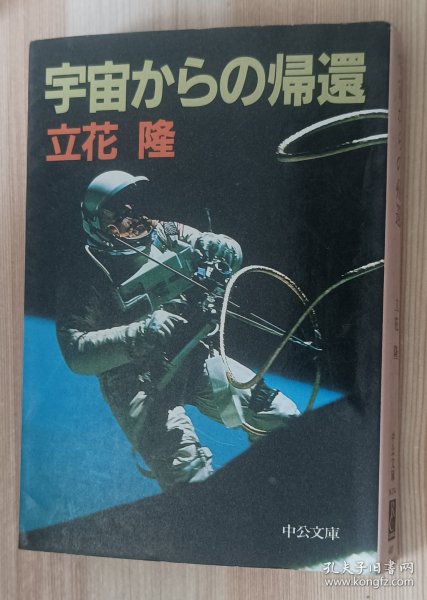 宇宙からの帰還
立花 隆
中公文庫
孔夫子旧书网
www.kongfz.com